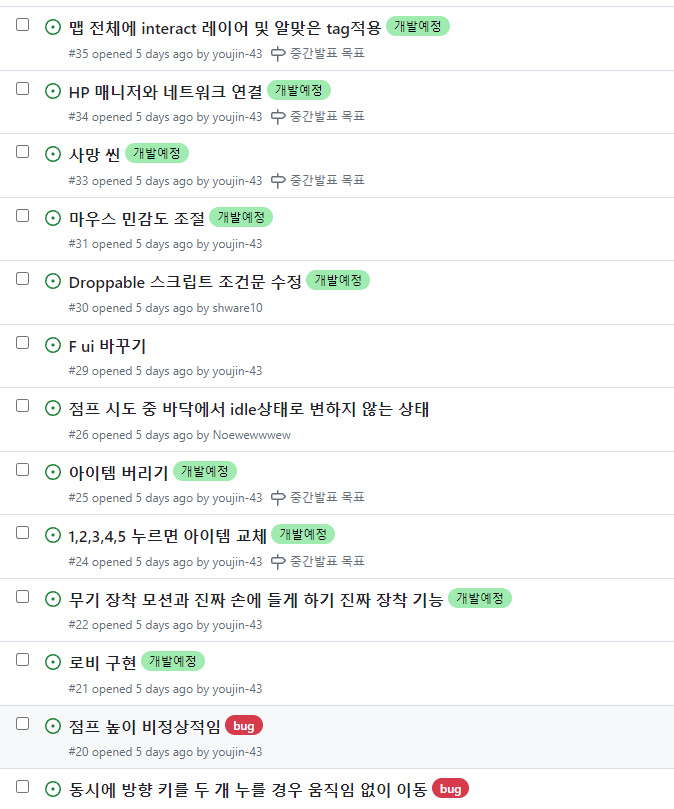 맵 전체에 interact 레이어 및 알맞은 tag적용 개발예정
#35 opened 5 days ago by youjin-43 중간발표 목표
HP 매니저와 네트워크 연결 개발예정
#34 opened 5 days ago by youjin-43 중간발표 목표
사망 씬 개발예정
#33 opened 5 days ago by youjin-43 중간발표 목표
마우스 민감도 조절 개발예정
#31 opened 5 days ago by youjin-43
Droppable 스크립트 조건문 수정 개발예정
#30 opened 5 days ago by shware10
F ui 바꾸기
#29 opened 5 days ago by youjin-43
점프 시도 중 바닥에서 idle상태로 변하지 않는 상태
#26 opened 5 days ago by Noewewwwew
아이템 버리기 개발예정
#25 opened 5 days ago by youjin-43 중간발표 목표
1,2,3,4,5 누르면 아이템 교체 개발예정
#24 opened 5 days ago by youjin-43 중간발표 목표
무기 장착 모션과 진짜 손에 들게 하기 진짜 장착 기능 개발예정
#22 opened 5 days ago by youjin-43
로비 구현 개발예정
#21 opened 5 days ago by youjin-43
점프 높이 비정상적임 bug
#20 opened 5 days ago by youjin-43
동시에 방향 키를 두 개 누를 경우 움직임 없이 이동 bug